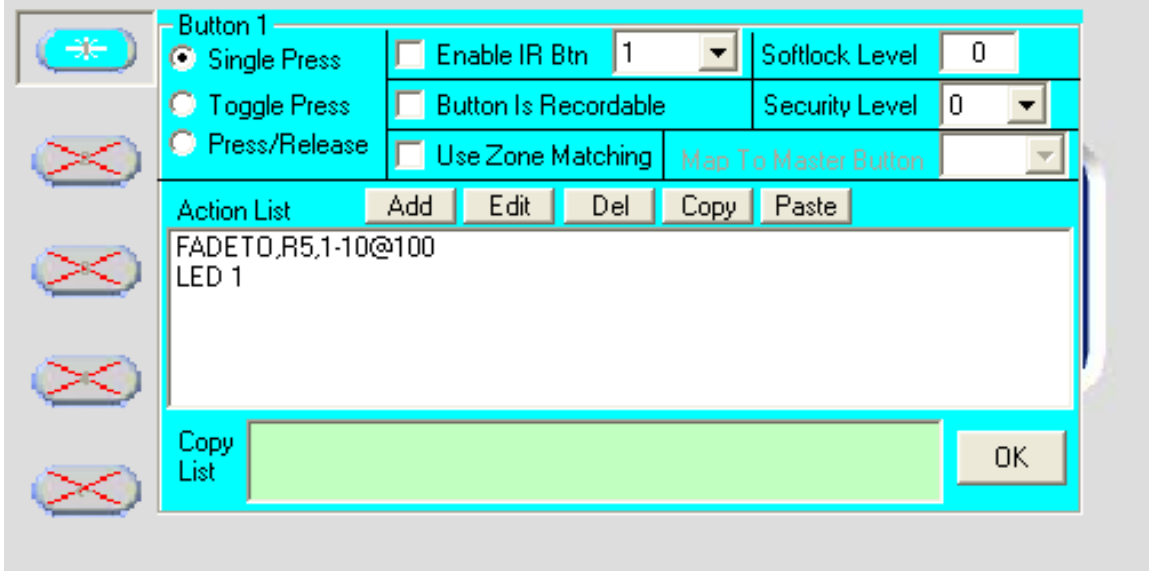 Button 1
Single Press
Enable IR Btn 1
Softlock Level 0
Toggle Press
Button Is Recordable
Security Level 0
Press/Release
Use Zone Matching
Map To Master Button
Action List Add Edit Del Copy Paste
FADETO,R5,1-10@100
LED 1
Copy
List
OK